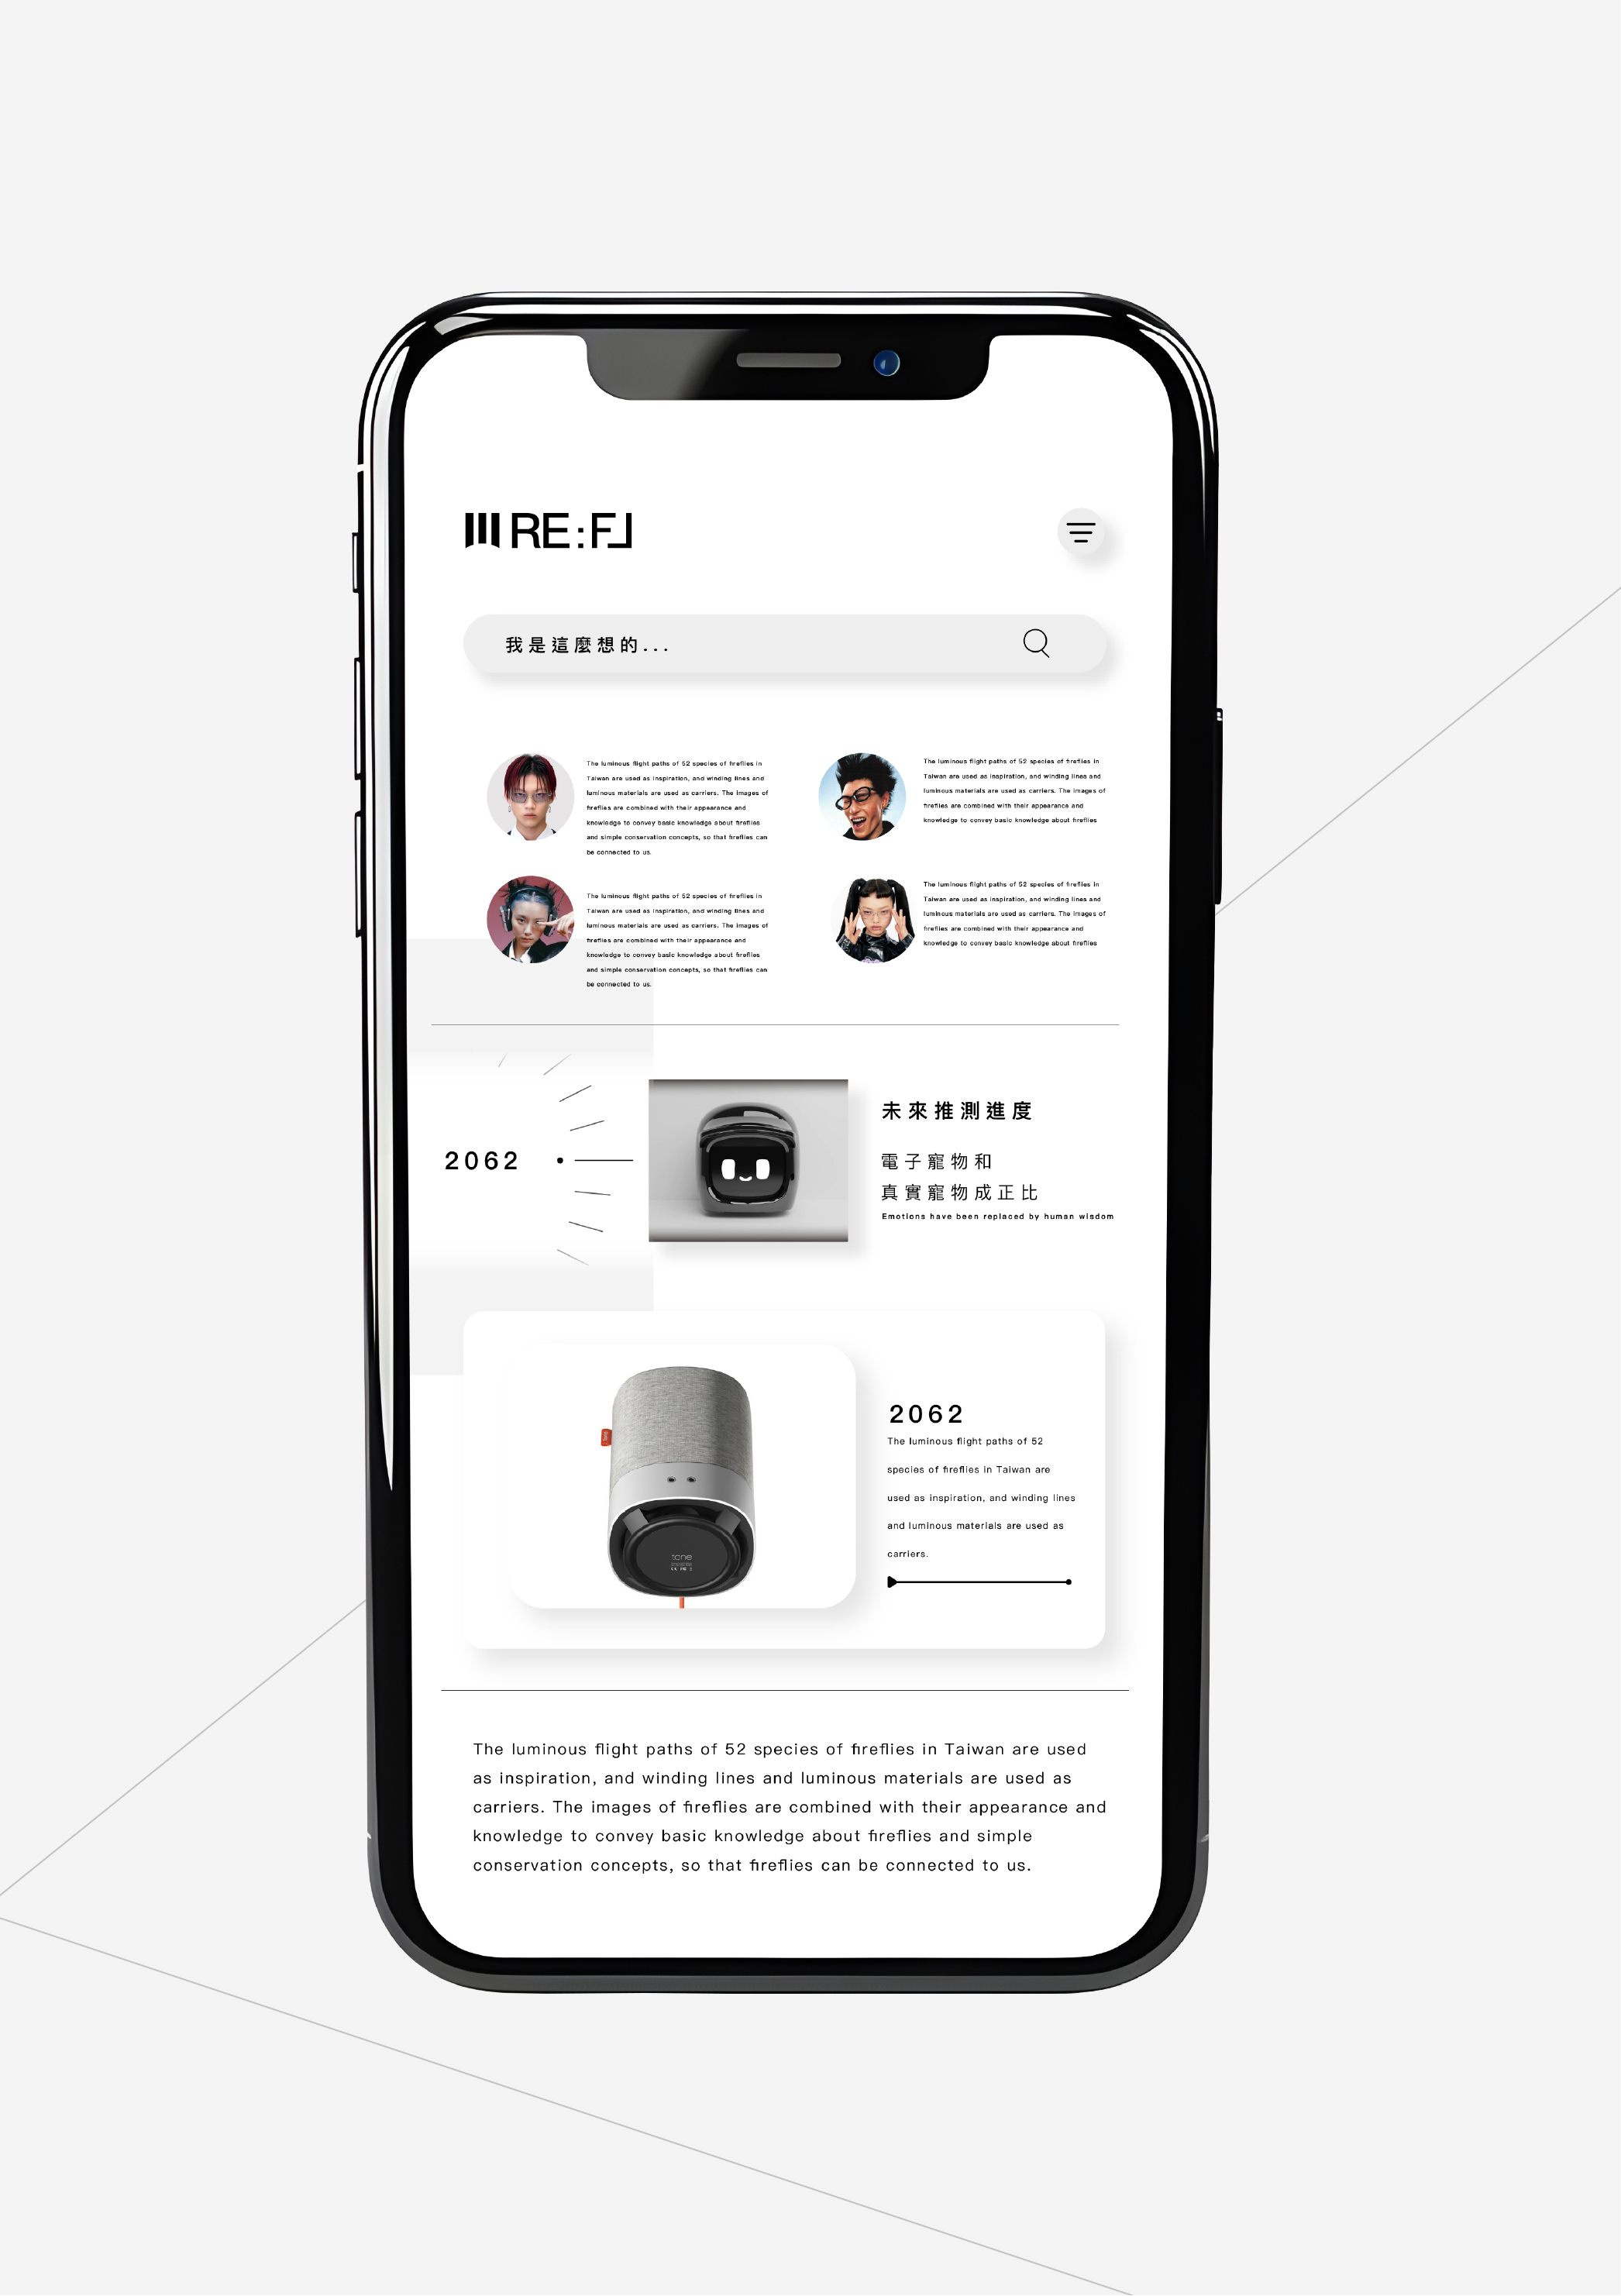 RE:FL
我是這麼想的...
The luminous flight paths of 52 species of fireflies in
Taiwan are used as inspiration, and winding lines and
luminous materials are used as carriers. The images of
fireflies are combined with their appearance and
knowledge to convey basic knowledge about fireflies
and simple conservation concepts, so that fireflies can
be connected to us.
The luminous flight paths of 52 species of fireflies in
Taiwan are used as inspiration, and winding lines and
luminous materials are used as carriers. The images of
fireflies are combined with their appearance and
knowledge to convey basic knowledge about fireflies
The luminous flight paths of 52 species of fireflies in
Taiwan are used as inspiration, and winding lines and
luminous materials are used as carriers. The images of
fireflies are combined with their appearance and
knowledge to convey basic knowledge about fireflies
and simple conservation concepts, so that fireflies can
be connected to us.
The luminous flight paths of 52 species of fireflies in
Taiwan are used as inspiration, and winding lines and
luminous materials are used as carriers. The images of
fireflies are combined with their appearance and
knowledge to convey basic knowledge about fireflies
2062
未來推測進度
電子寵物和
真實寵物成正比
Emotions have been replaced by human wisdom
tone
2062
The luminous flight paths of 52
species of fireflies in Taiwan are
used as inspiration, and winding lines
and luminous materials are used as
carriers.
The luminous flight paths of 52 species of fireflies in Taiwan are used
as inspiration, and winding lines and luminous materials are used as
carriers. The images of fireflies are combined with their appearance and
knowledge to convey basic knowledge about fireflies and simple
conservation concepts, so that fireflies can be connected to us.